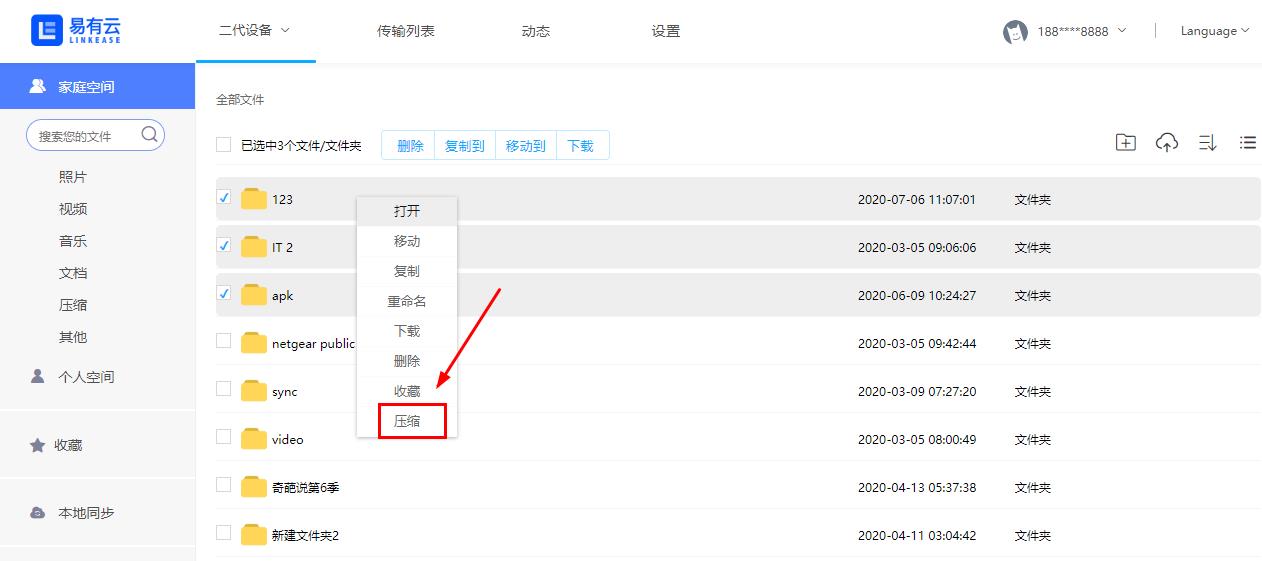 易有云
LINKEASE
二代设备
传输列表
动态
设置
188****8888
Language
家庭空间
搜索您的文件
照片
视频
音乐
文档
压缩
其他
个人空间
收藏
本地同步
全部文件
已选中3个文件/文件夹
删除
复制到
移动到
下载
123
2020-07-06 11:07:01
文件夹
IT 2
2020-03-05 09:06:06
文件夹
apk
2020-06-09 10:24:27
文件夹
netgear public
2020-03-05 09:42:44
文件夹
sync
2020-03-09 07:27:20
文件夹
video
2020-03-05 08:00:49
文件夹
奇葩说第6季
2020-04-13 05:37:38
文件夹
新建文件夹2
2020-04-11 03:04:42
文件夹
打开
移动
复制
重命名
下载
删除
收藏
压缩